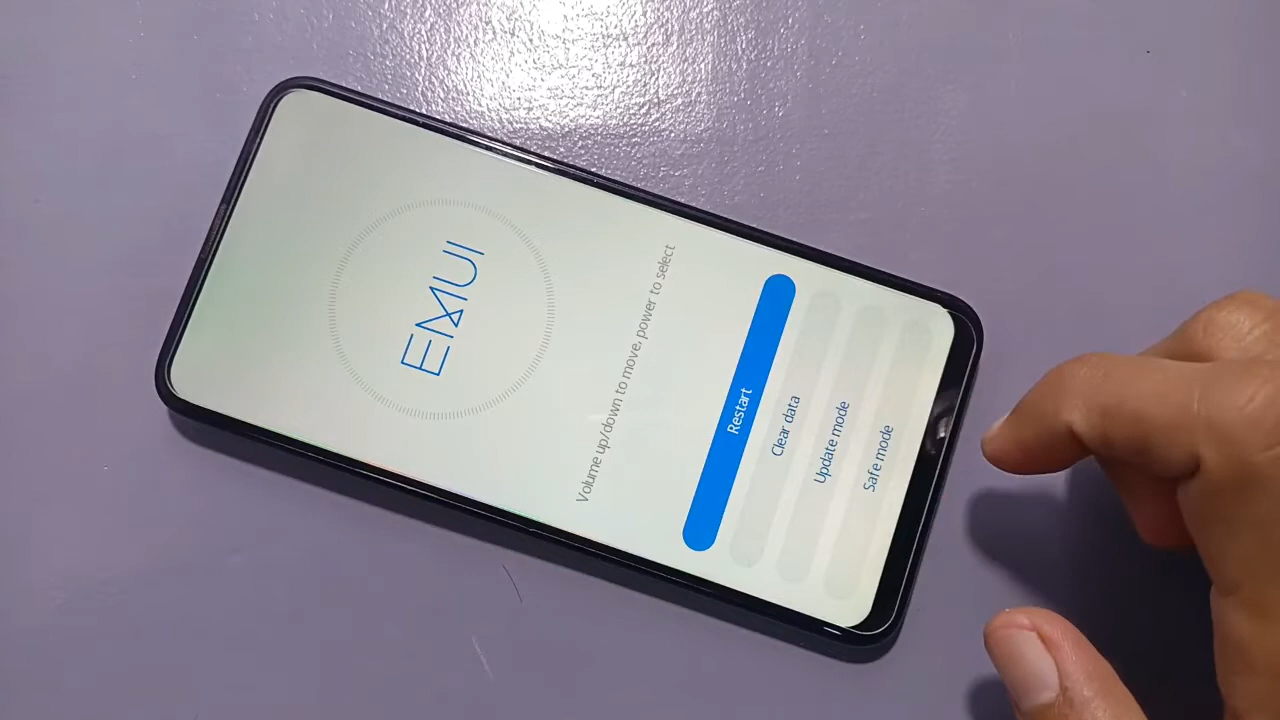 EMUI
Volume up/down to move, power to select
Restart
Clear data
Update mode
Safe mode